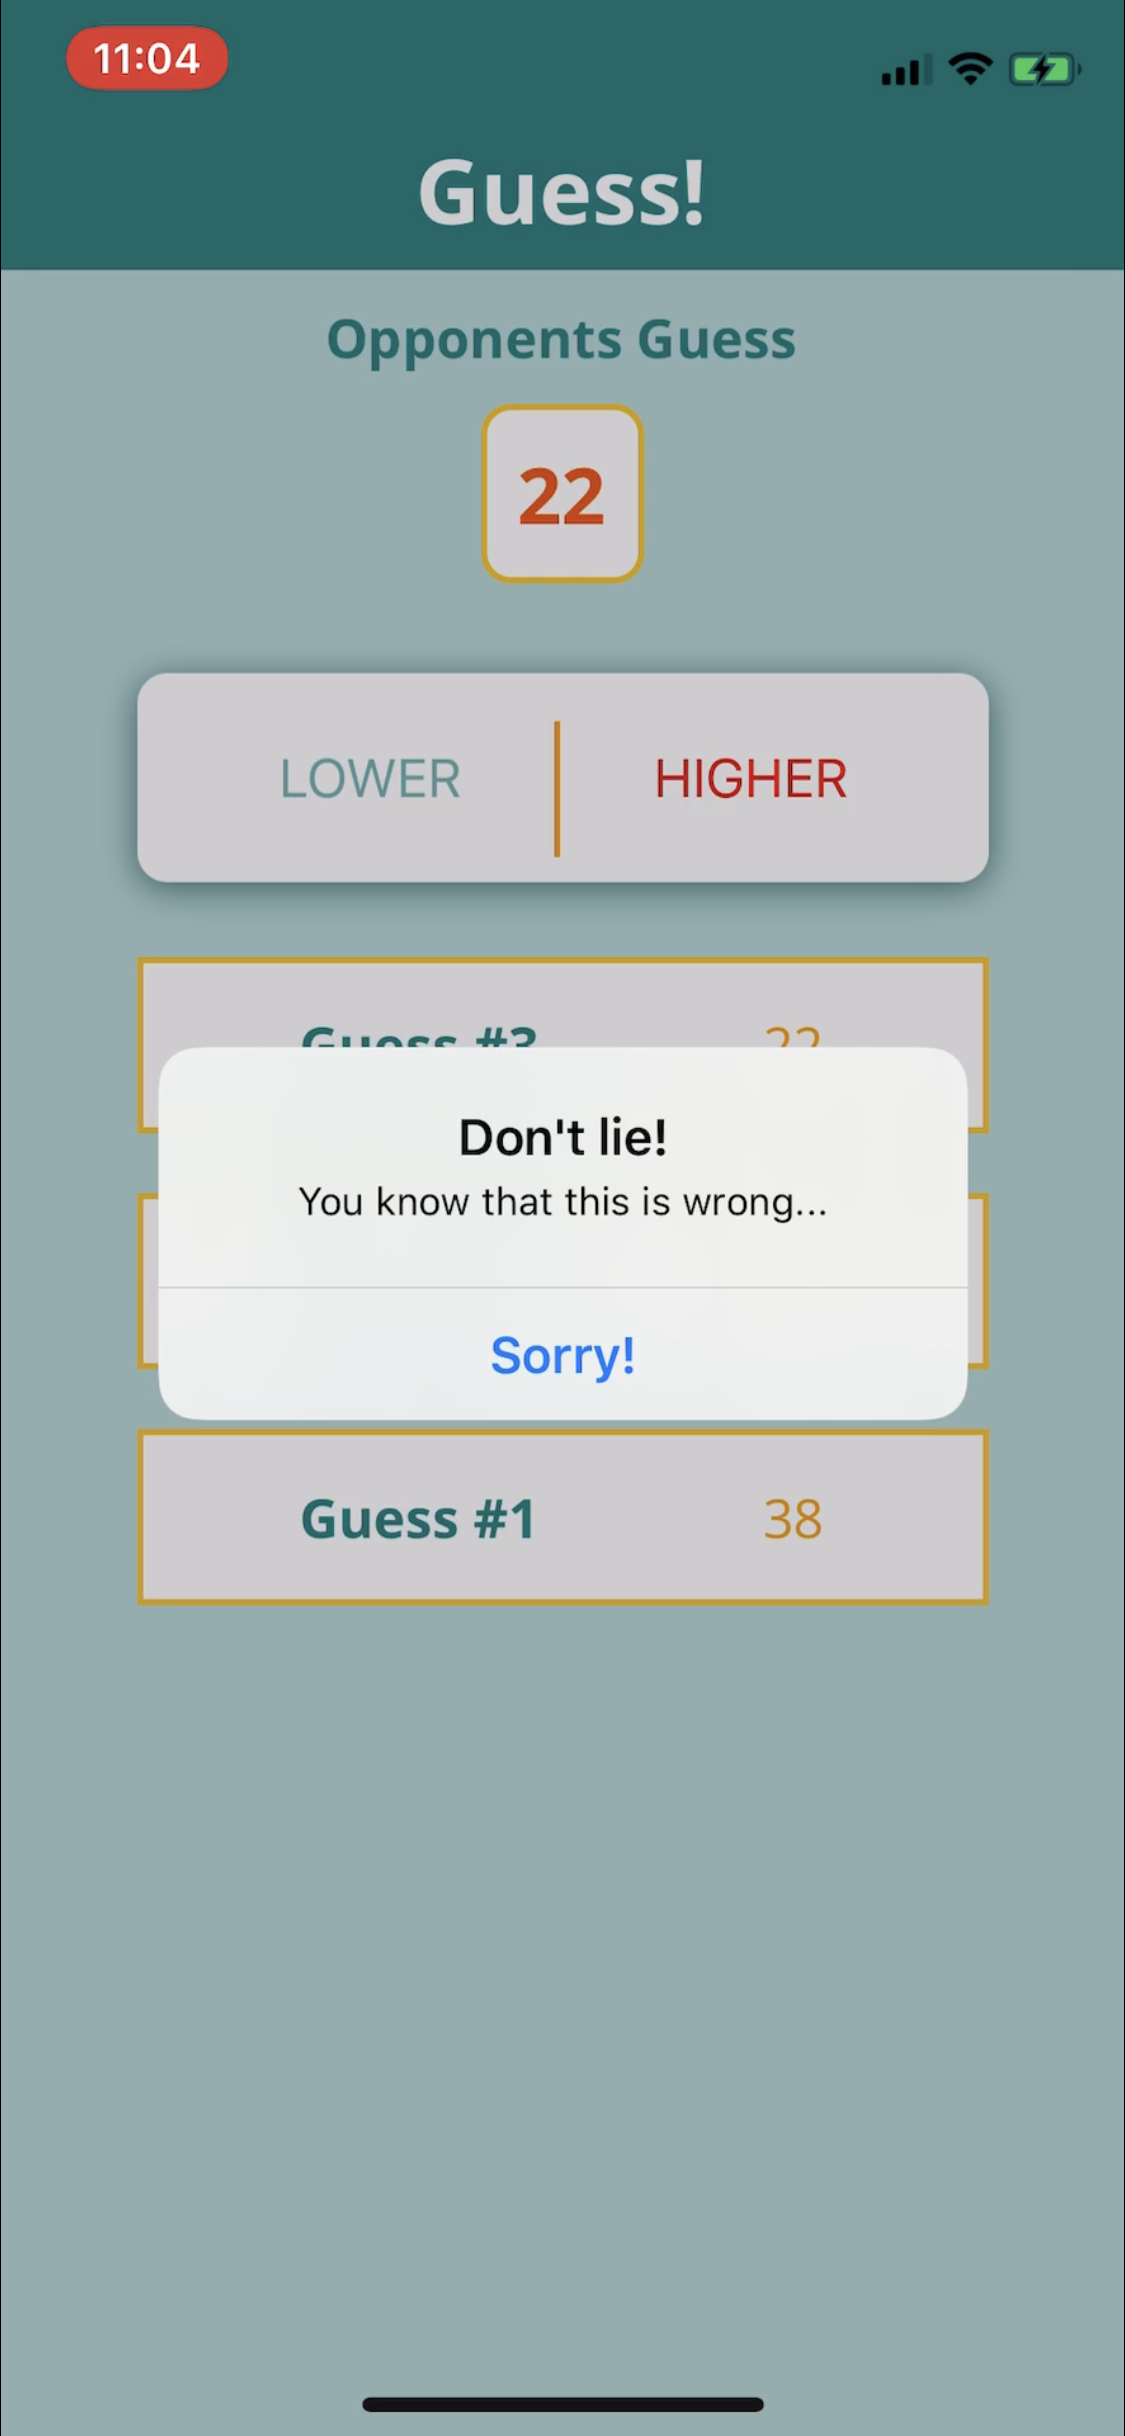 11:04
Guess!
Opponents Guess
22
LOWER HIGHER
Guess #3 22
Don't lie!
You know that this is wrong...
Sorry!
Guess #1 38